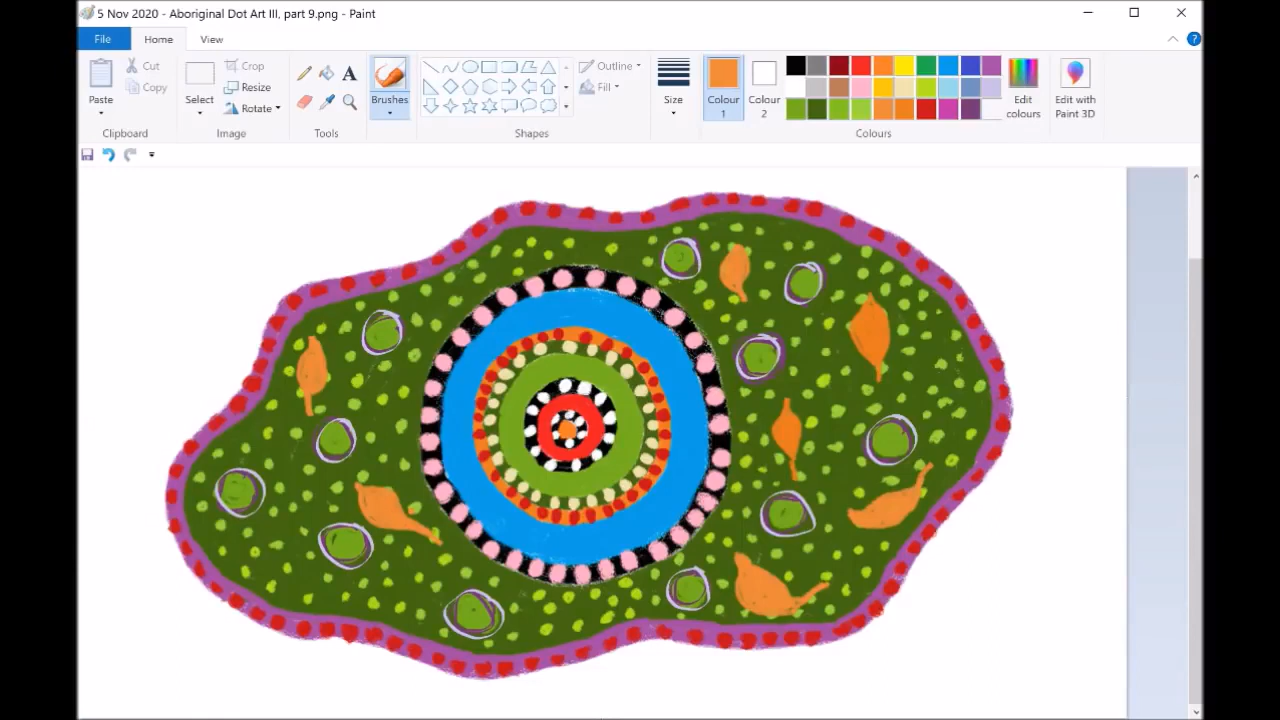 5 Nov 2020 - Aboriginal Dot Art III, part 9.png - Paint
File Home View
Paste
Cut
Copy
Clipboard
Select
Crop
Resize
Rotate
Image
A
Tools
Brushes
Outline
Fill
Shapes
Size
Colour 1
Colour 2
Edit colours
Colours
Edit with Paint 3D
?